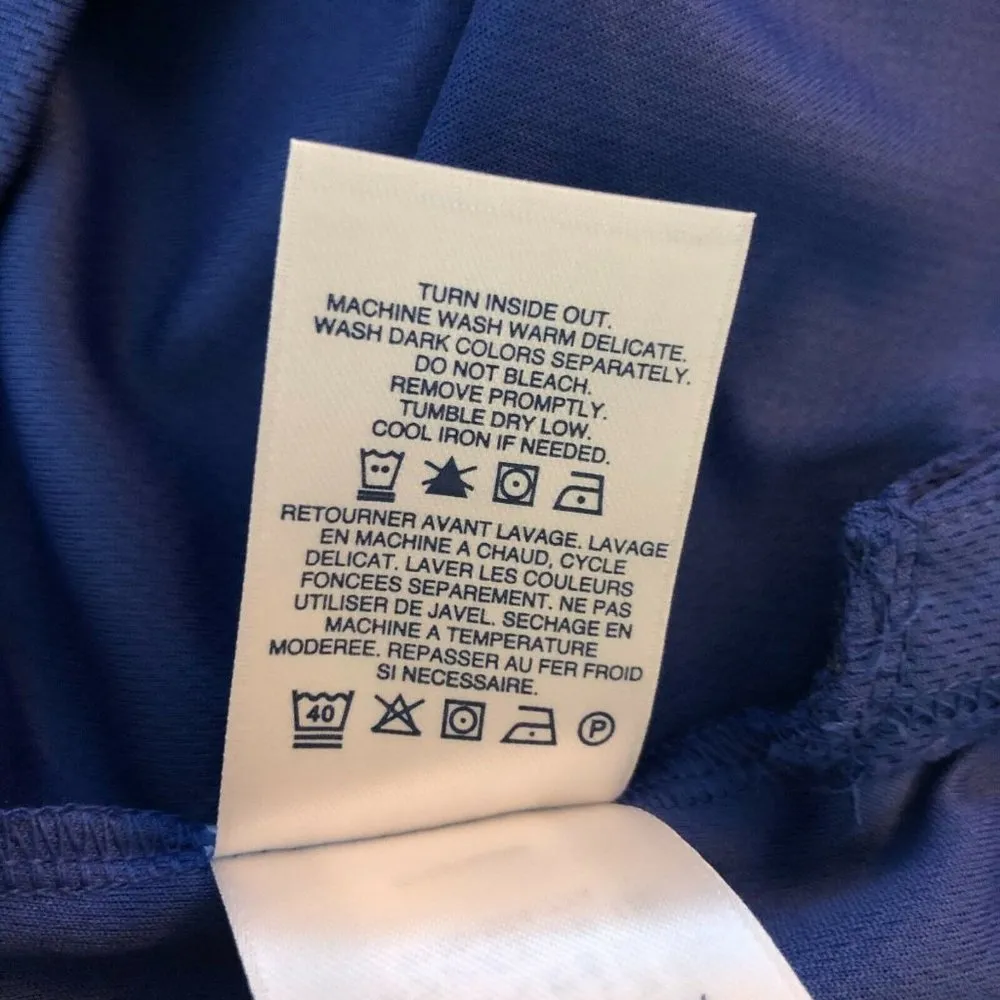 TURN INSIDE OUT.
MACHINE WASH WARM DELICATE.
WASH DARK COLORS SEPARATELY.
DO NOT BLEACH.
REMOVE PROMPTLY.
TUMBLE DRY LOW.
COOL IRON IF NEEDED.
RETOURNER AVANT LAVAGE. LAVAGE
EN MACHINE A CHAUD, CYCLE
DELICAT. LAVER LES COULEURS
FONCEES SEPAREMENT. NE PAS
UTILISER DE JAVEL. SECHAGE EN
MACHINE A TEMPERATURE
MODEREE. REPASSER AU FER FROID
SI NECESSAIRE.
40 P